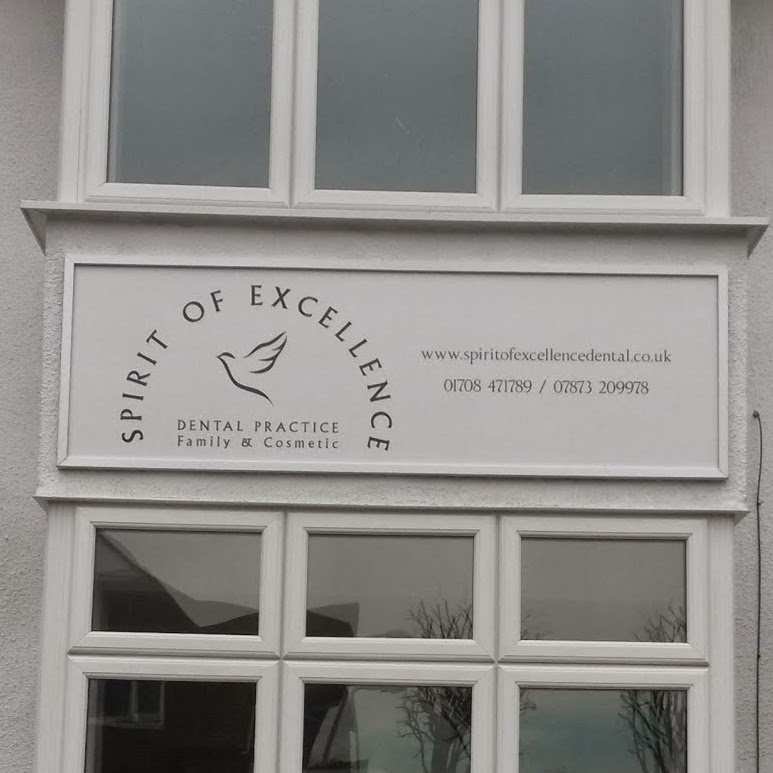 SPIRIT OF EXCELLENCE
DENTAL PRACTICE
Family & Cosmetic
www.spiritofexcellencedental.co.uk
01708 471789 / 07873 209978